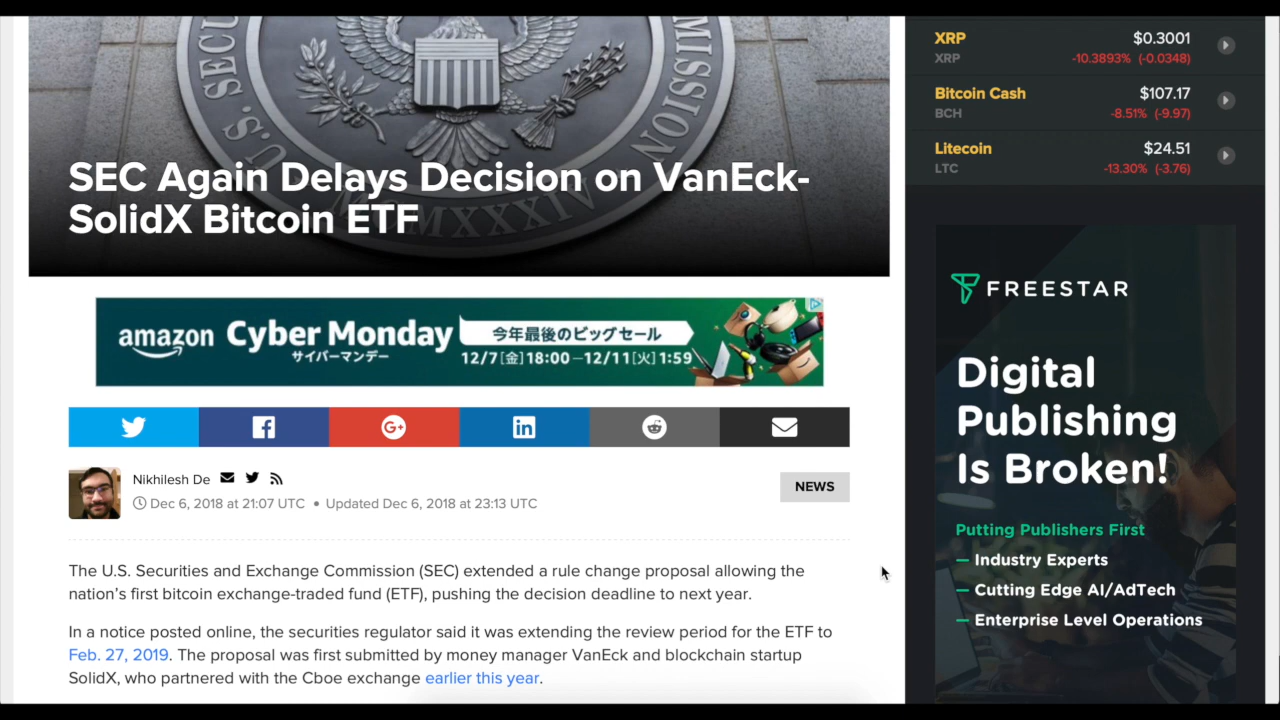 U.S. SECU
MISSION
MCMXXXIV
SEC Again Delays Decision on VanEck-
SolidX Bitcoin ETF
amazon Cyber Monday
サイバーマンデー
今年最後のビッグセール
12/7[金]18:00－12/11[火]1:59
Nikhilesh De
Dec 6, 2018 at 21:07 UTC • Updated Dec 6, 2018 at 23:13 UTC
NEWS
The U.S. Securities and Exchange Commission (SEC) extended a rule change proposal allowing the
nation's first bitcoin exchange-traded fund (ETF), pushing the decision deadline to next year.
In a notice posted online, the securities regulator said it was extending the review period for the ETF to
Feb. 27, 2019. The proposal was first submitted by money manager VanEck and blockchain startup
SolidX, who partnered with the Cboe exchange earlier this year.
XRP $0.3001
XRP -10.3893% (-0.0348)
Bitcoin Cash $107.17
BCH -8.51% (-9.97)
Litecoin $24.51
LTC -13.30% (-3.76)
FREESTAR
Digital
Publishing
Is Broken!
Putting Publishers First
— Industry Experts
— Cutting Edge AI/AdTech
— Enterprise Level Operations